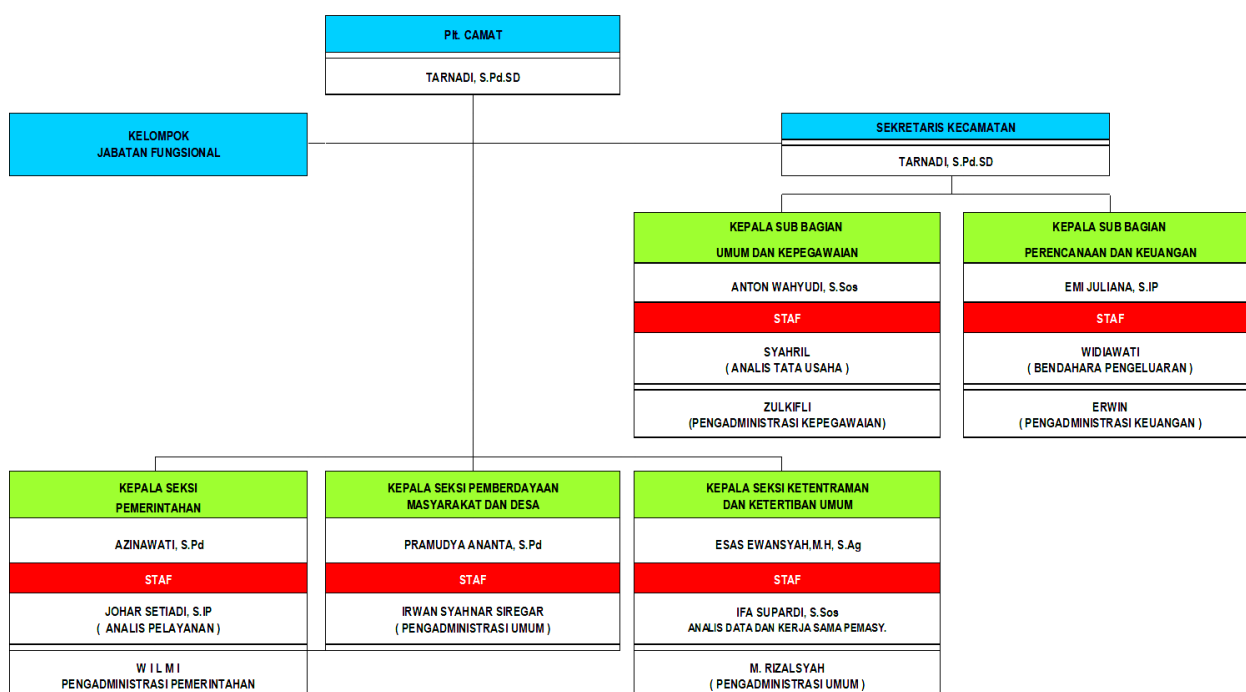 Plt. CAMAT
TARNADI, S.Pd.SD
KELOMPOK
JABATAN FUNGSIONAL
SEKRETARIS KECAMATAN
TARNADI, S.Pd.SD
KEPALA SUB BAGIAN
UMUM DAN KEPEGAWAIAN
ANTON WAHYUDI, S.Sos
STAF
SYAHRIL
( ANALIS TATA USAHA )
ZULKIFLI
(PENGADMINISTRASI KEPEGAWAIAN)
KEPALA SUB BAGIAN
PERENCANAAN DAN KEUANGAN
EMI JULIANA, S.IP
STAF
WIDIAWATI
( BENDAHARA PENGELUARAN )
ERWIN
( PENGADMINISTRASI KEUANGAN )
KEPALA SEKSI
PEMERINTAHAN
AZINAWATI, S.Pd
STAF
JOHAR SETIADI, S.IP
( ANALIS PELAYANAN )
W I L M I
PENGADMINISTRASI PEMERINTAHAN
KEPALA SEKSI PEMBERDAYAAN
MASYARAKAT DAN DESA
PRAMUDYA ANANTA, S.Pd
STAF
IRWAN SYAHNAR SIREGAR
( PENGADMINISTRASI UMUM )
KEPALA SEKSI KETENTRAMAN
DAN KETERTIBAN UMUM
ESAS EWANSYAH,M.H, S.Ag
STAF
IFA SUPARDI, S.Sos
ANALIS DATA DAN KERJA SAMA PEMASY.
M. RIZALSYAH
( PENGADMINISTRASI UMUM )